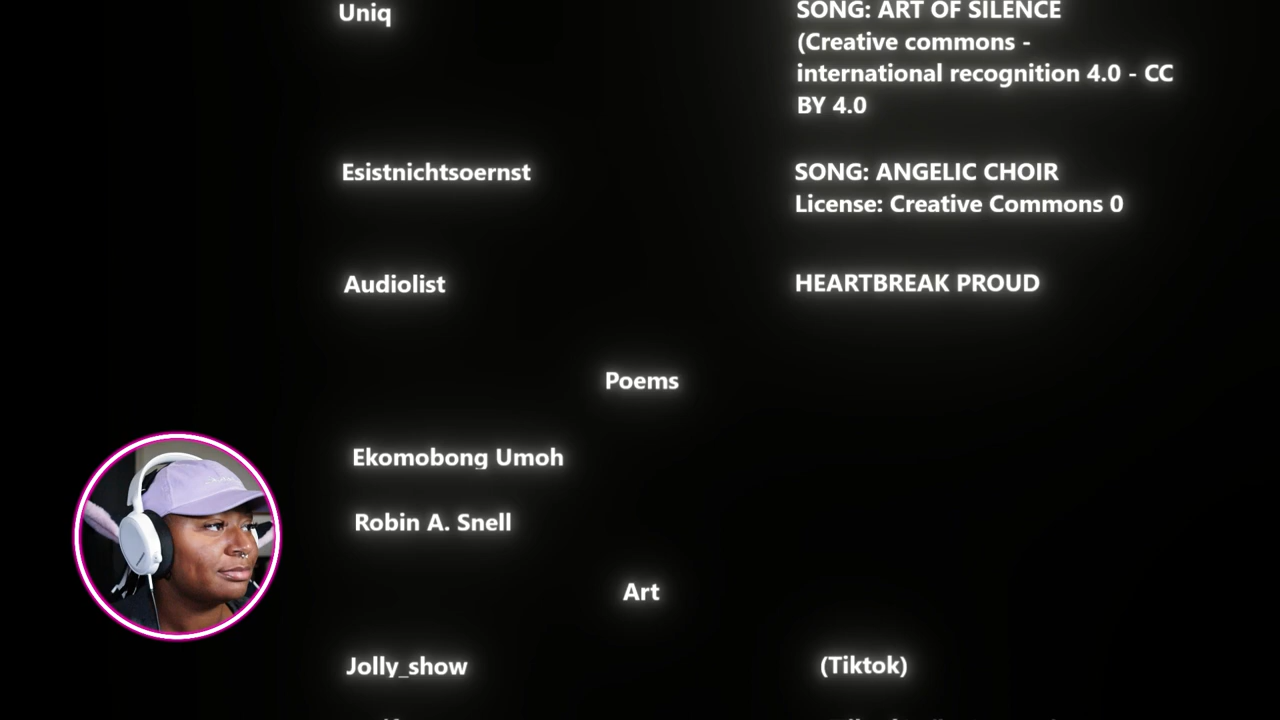 Uniq
SONG: ART OF SILENCE
(Creative commons -
international recognition 4.0 - CC
BY 4.0
Esistnichtsoernst
SONG: ANGELIC CHOIR
License: Creative Commons 0
Audiolist
HEARTBREAK PROUD
Poems
Ekomobong Umoh
Robin A. Snell
Art
Jolly_show
(Tiktok)